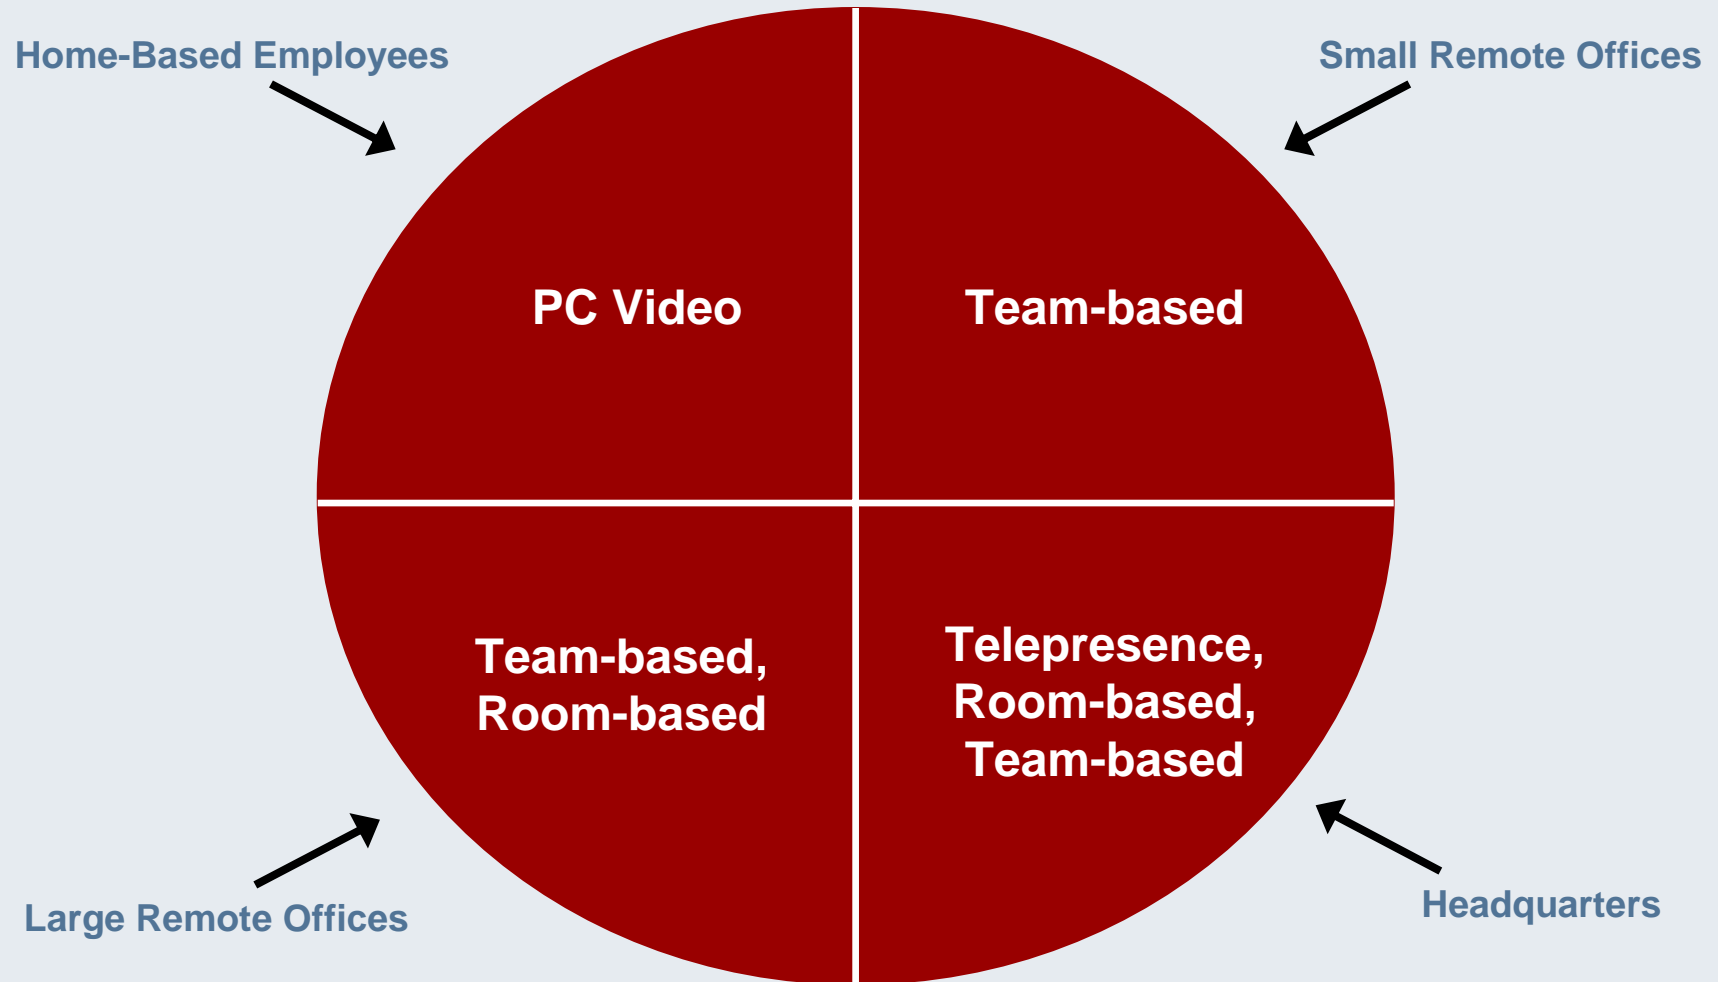 Home-Based Employees
Small Remote Offices
PC Video
Team-based
Team-based,
Room-based
Telepresence,
Room-based,
Team-based
Large Remote Offices
Headquarters